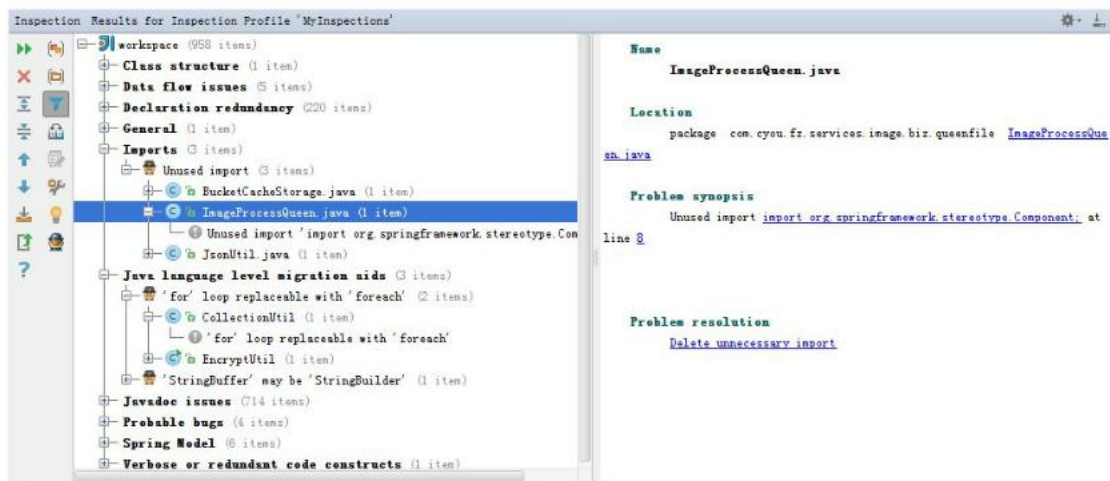 Inspection Results for Inspection Profile 'MyInspections'
workspace (958 items)
Class structure (1 item)
Data flow issues (5 items)
Declaration redundancy (220 items)
General (1 item)
Imports (3 items)
Unused import (3 items)
BucketCacheStorage.java (1 item)
ImageProcessQueen.java (1 item)
Unused import 'import org.springframework.stereotype.Com
JsonUtil.java (1 item)
Java language level migration aids (3 items)
'for' loop replaceable with 'foreach' (2 items)
CollectionUtil (1 item)
'for' loop replaceable with 'foreach'
EncryptUtil (1 item)
'StringBuffer' may be 'StringBuilder' (1 item)
Javadoc issues (714 items)
Probable bugs (4 items)
Spring Model (6 items)
Verbose or redundant code constructs (1 item)
Name
ImageProcessQueen.java
Location
package com.cyou.fz.services.image.biz.queenfile ImageProcessQue
en.java
Problem synopsis
Unused import import org.springframework.stereotype.Component; at
line 8
Problem resolution
Delete unnecessary import